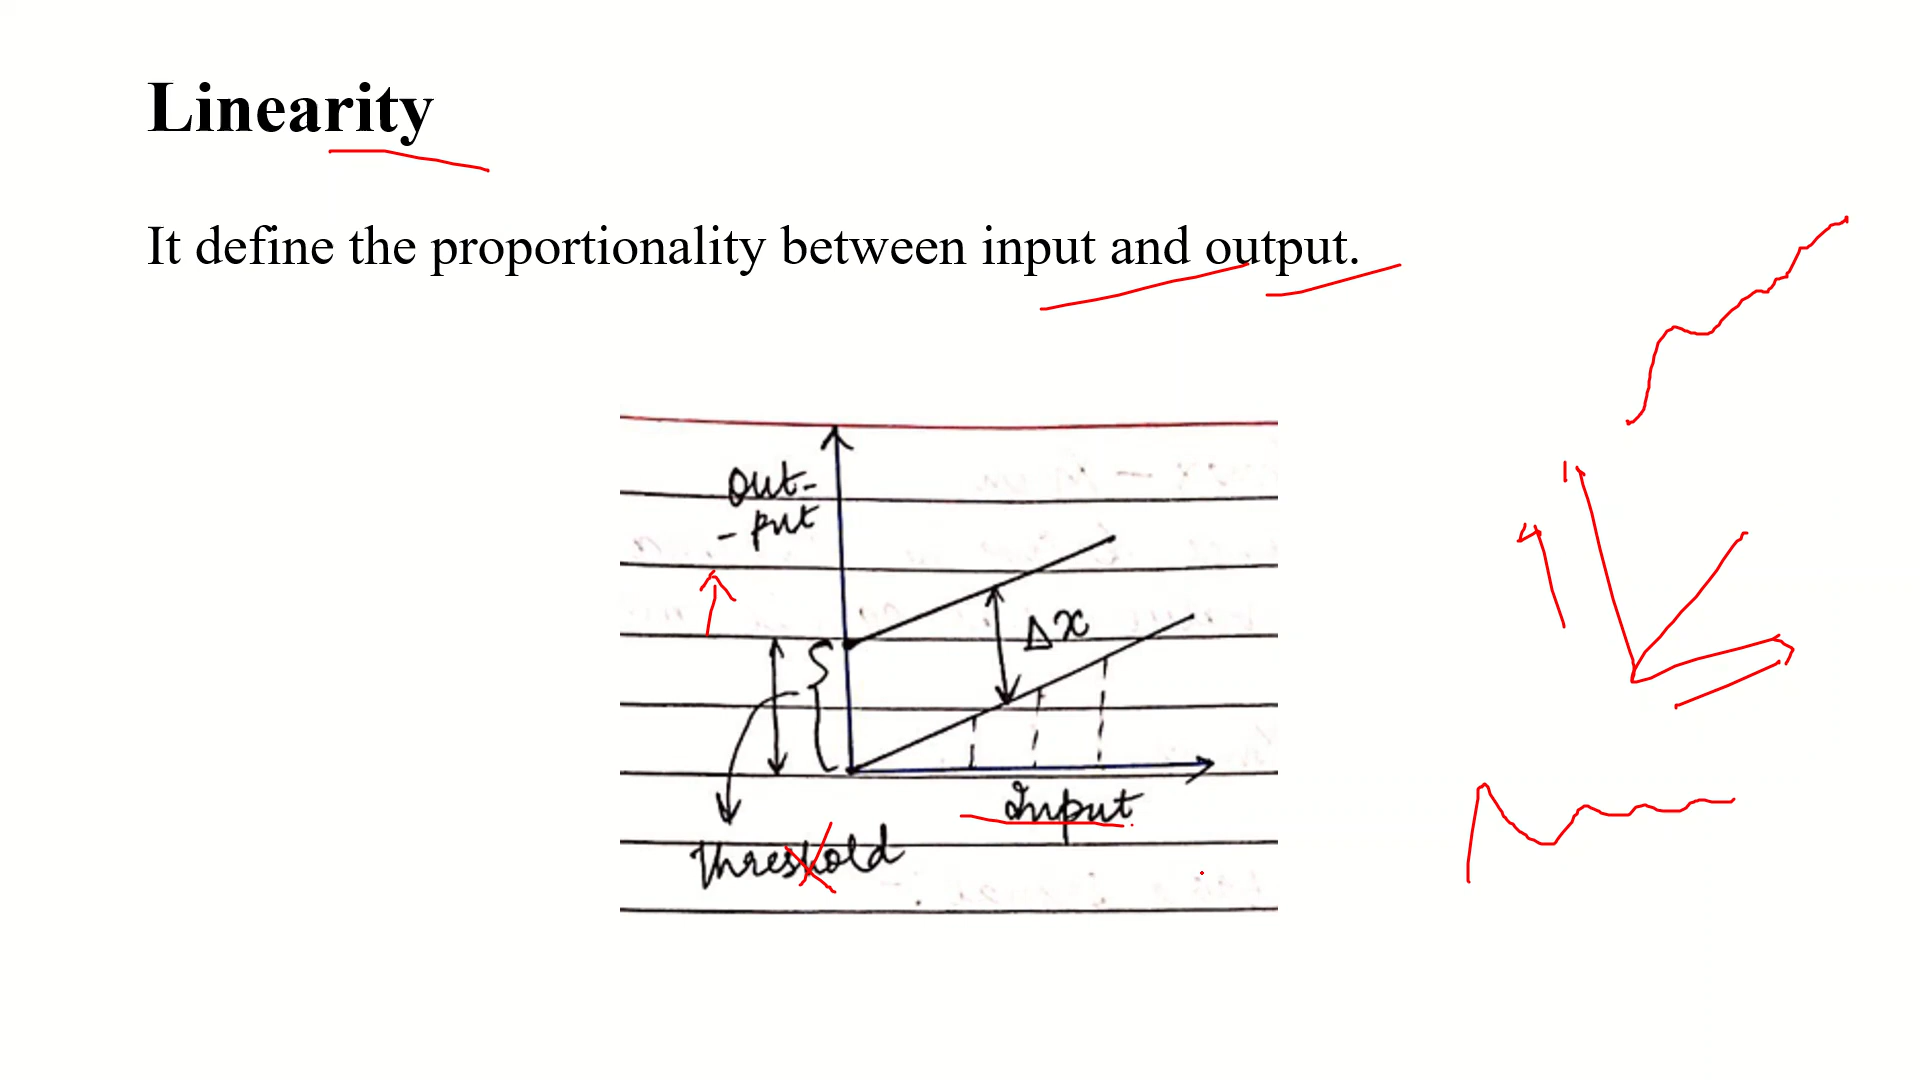 Linearity
It define the proportionality between input and output.
Out-
- put
Δx
Input
Threshold